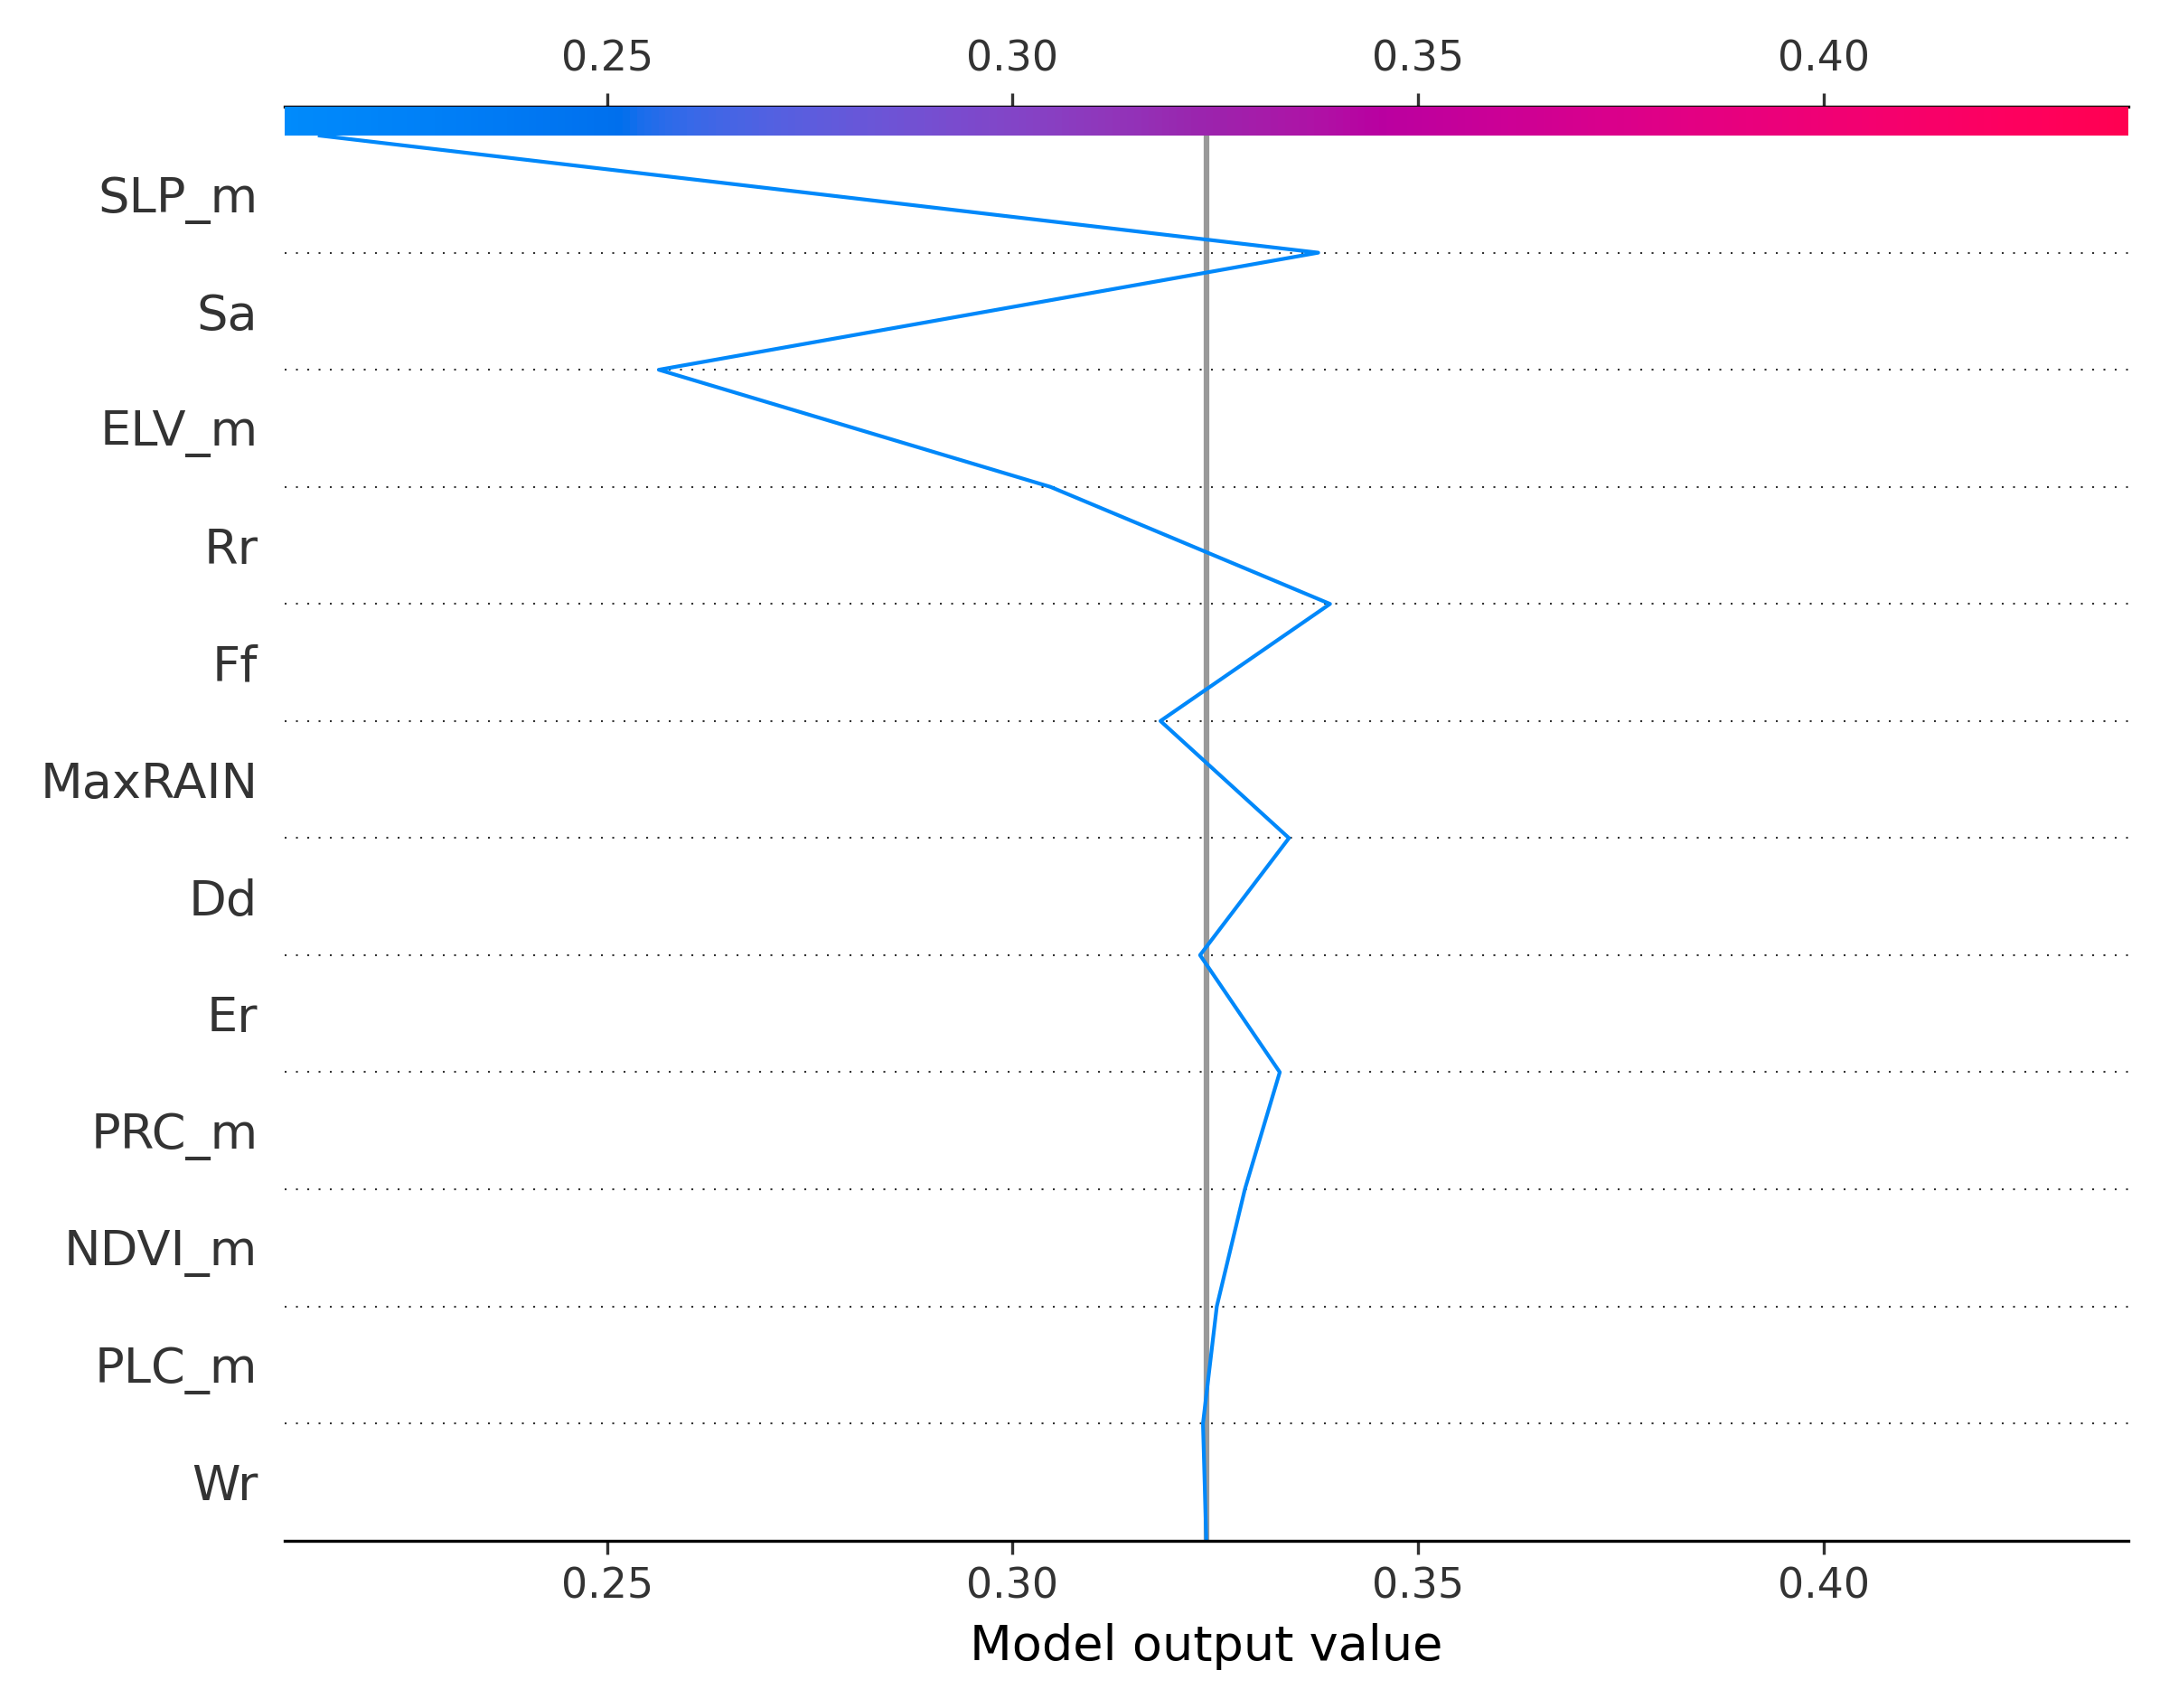 0.25 0.30 0.35 0.40
SLP_m
Sa
ELV_m
Rr
Ff
MaxRAIN
Dd
Er
PRC_m
NDVI_m
PLC_m
Wr
0.25 0.30 0.35 0.40
Model output value